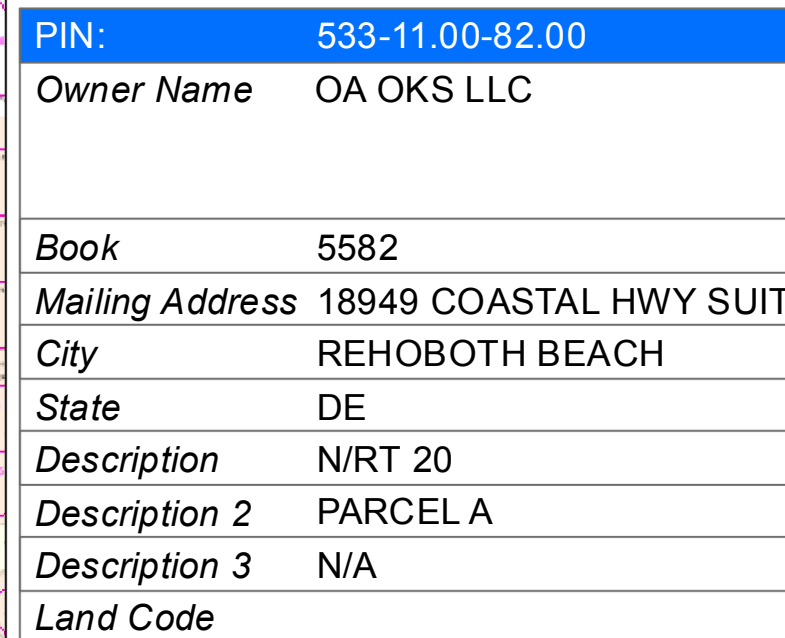 PIN: 533-11.00-82.00
Owner Name OA OKS LLC
Book 5582
Mailing Address 18949 COASTAL HWY SUIT
City REHOBOTH BEACH
State DE
Description N/RT 20
Description 2 PARCEL A
Description 3 N/A
Land Code